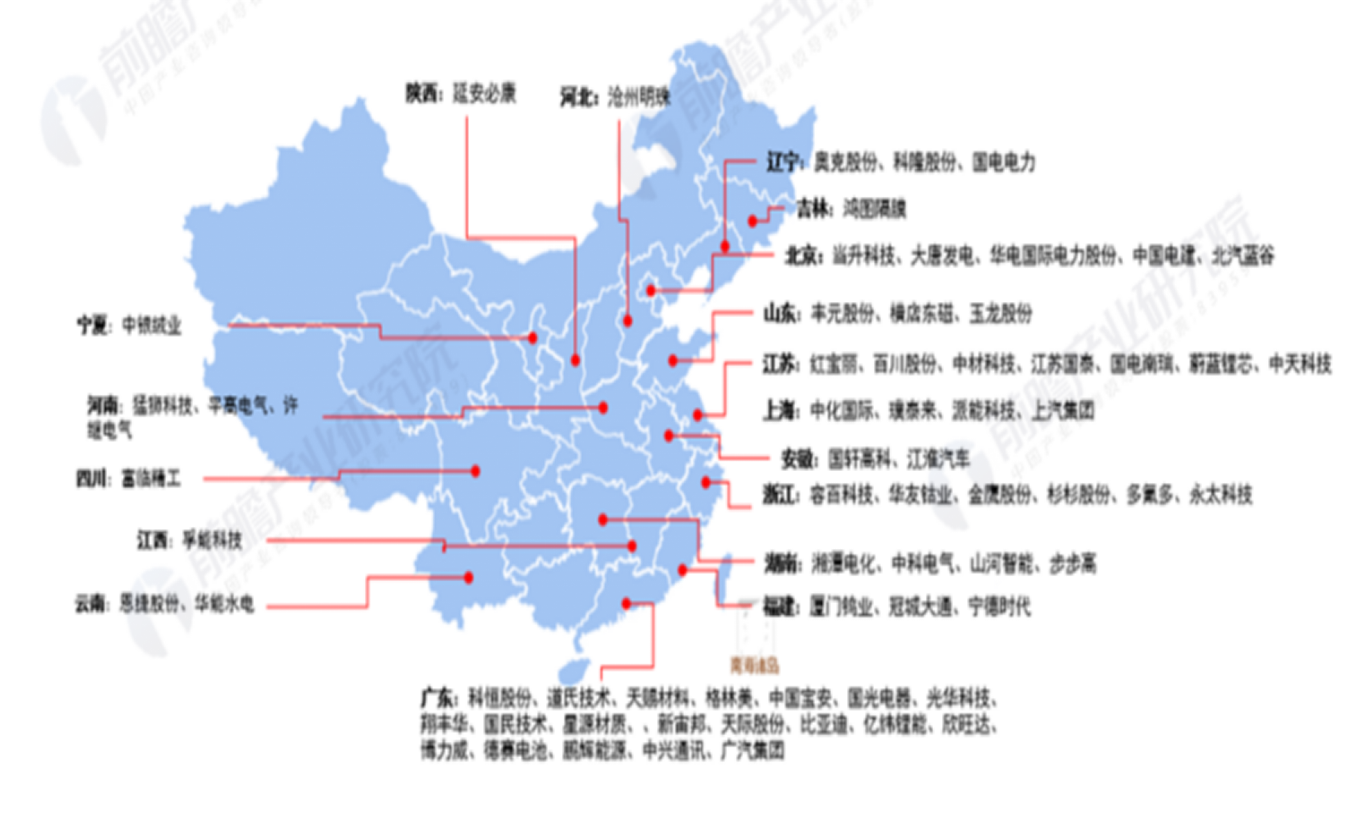 前瞻产业
陕西：延安必康
河北：沧州明珠
辽宁：奥克股份、科隆股份、国电电力
吉林：鸿图隔膜
北京：当升科技、大唐发电、华电国际电力股份、中国电建、北汽蓝谷
宁夏：中银绒业
山东：丰元股份、横店东磁、玉龙股份
江苏：红宝丽、百川股份、中材科技、江苏国泰、国电南瑞、蔚蓝锂芯、中天科技
河南：猛狮科技、平高电气、许
继电气
上海：中化国际、璞泰来、派能科技、上汽集团
安徽：国轩高科、江淮汽车
四川：富临精工
浙江：容百科技、华友钴业、金鹰股份、杉杉股份、多氟多、永太科技
江西：孚能科技
湖南：湘潭电化、中科电气、山河智能、步步高
云南：恩捷股份、华能水电
福建：厦门钨业、冠城大通、宁德时代
南海诸岛
广东：科恒股份、道氏技术、天赐材料、格林美、中国宝安、国光电器、光华科技、
翔丰华、国民技术、星源材质、、新宙邦、天际股份、比亚迪、亿纬锂能、欣旺达、
博力威、德赛电池、鹏辉能源、中兴通讯、广汽集团
前瞻产业研究院